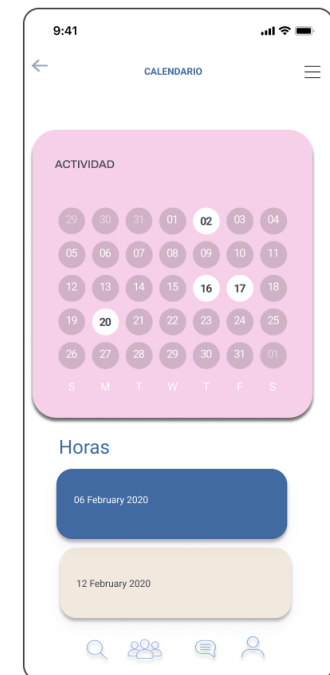 9:41
CALENDARIO
ACTIVIDAD
29 30 31 01 02 03 04
05 06 07 08 09 10 11
12 13 14 15 16 17 18
19 20 21 22 23 24 25
26 27 28 29 30 31 01
S M T W T F S
Horas
06 February 2020
12 February 2020